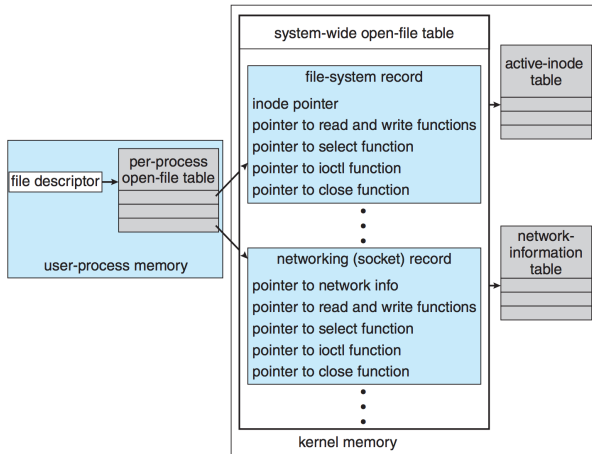 system-wide open-file table
file-system record
inode pointer
pointer to read and write functions
pointer to select function
pointer to ioctl function
pointer to close function
active-inode
table
per-process
open-file table
file descriptor
user-process memory
networking (socket) record
pointer to network info
pointer to read and write functions
pointer to select function
pointer to ioctl function
pointer to close function
network-
information
table
kernel memory